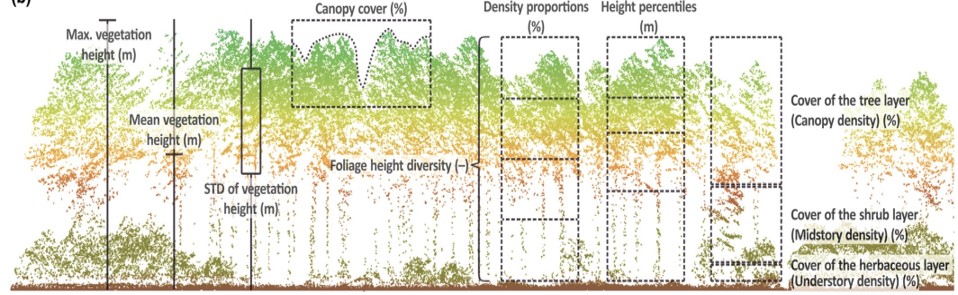 (b)
Canopy cover (%)
Density proportions
(%)
Height percentiles
(m)
Max. vegetation
height (m)
Mean vegetation
height (m)
STD of vegetation
height (m)
Foliage height diversity (–)
Cover of the tree layer
(Canopy density) (%)
Cover of the shrub layer
(Midstory density) (%)
Cover of the herbaceous layer
(Understory density) (%)